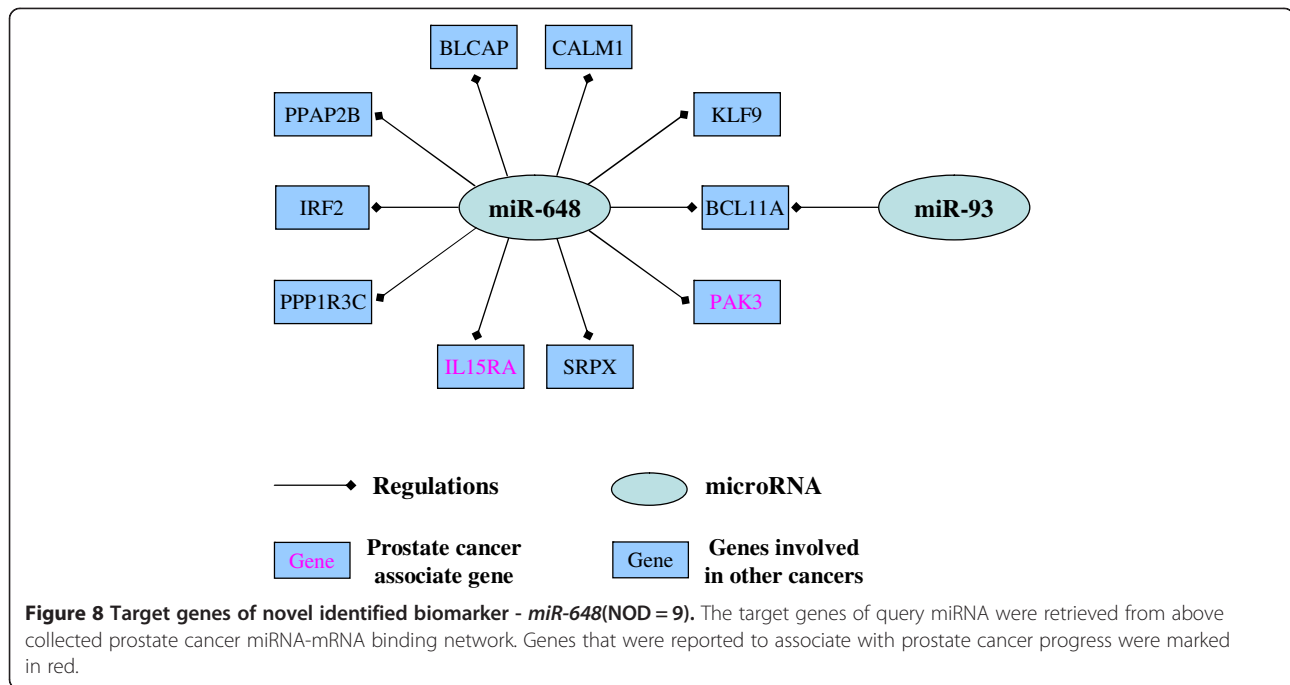 BLCAP
CALM1
PPAP2B
KLF9
IRF2
miR-648
BCL11A
miR-93
PPP1R3C
PAK3
IL15RA
SRPX
Regulations
microRNA
Gene
Prostate cancer
associate gene
Gene
Genes involved
in other cancers
Figure 8 Target genes of novel identified biomarker - miR-648(NOD = 9). The target genes of query miRNA were retrieved from above
collected prostate cancer miRNA-mRNA binding network. Genes that were reported to associate with prostate cancer progress were marked
in red.